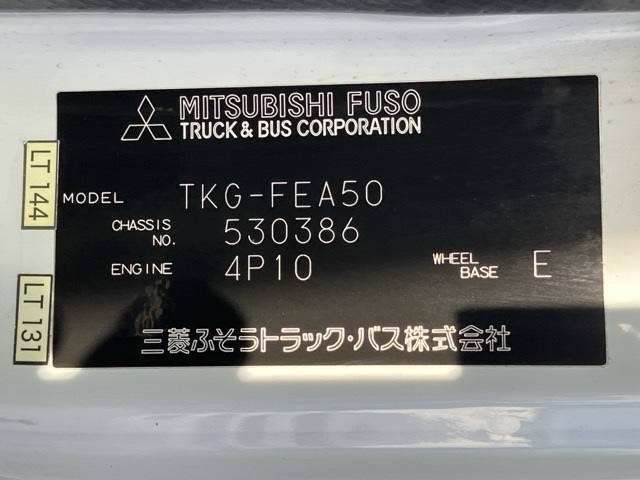 MITSUBISHI FUSO
TRUCK & BUS CORPORATION
MODEL TKG-FEA50
CHASSIS NO. 530386
ENGINE 4P10 WHEEL BASE E
三菱ふそうトラック・バス株式会社
LT 144
LT 131